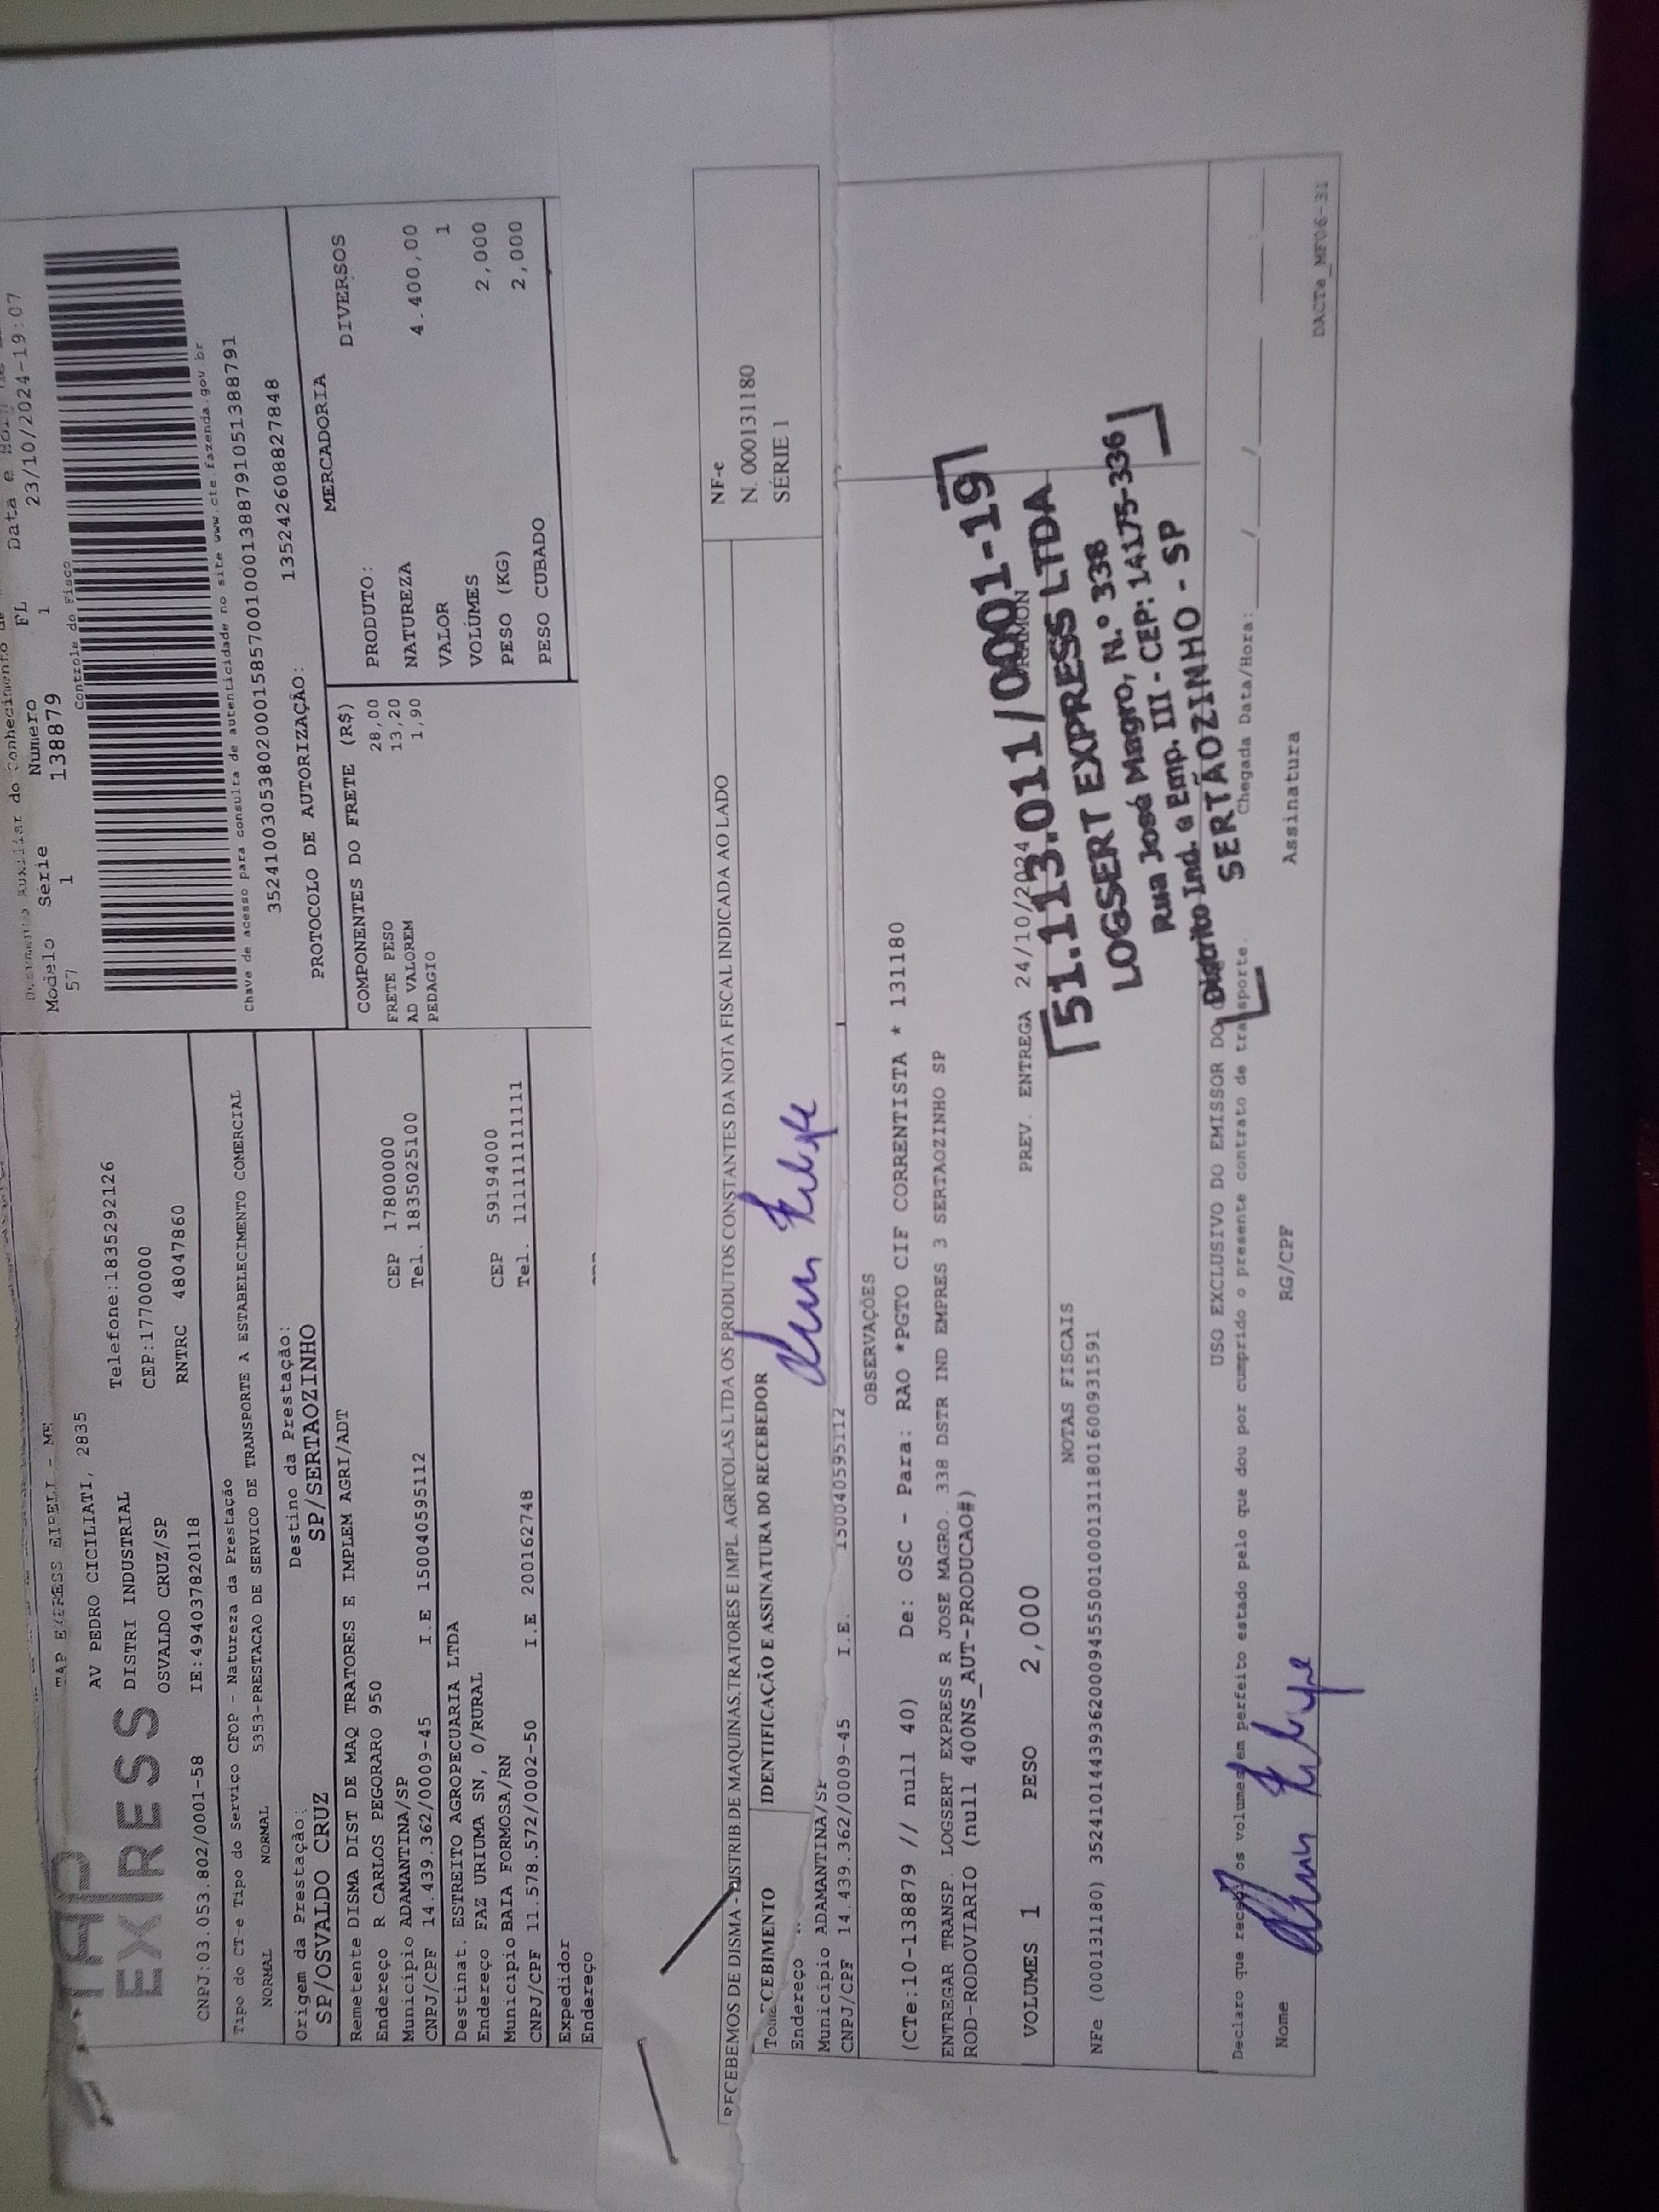 TAP
EXPRESS
TAP EXPRESS EIRELI - ME
AV PEDRO CICILIATI, 2835
DISTRI INDUSTRIAL Telefone:1835292126
OSVALDO CRUZ/SP CEP:17700000
CNPJ:03.053.802/0001-58 IE:494037820118 RNTRC 48047860
Documento Auxiliar do Conhecimento de
Modelo Série Número FL Data e
57 1 138879 1 23/10/2024-19:07
Controle do Fisco
Chave de acesso para consulta de autenticidade no site www.cte.fazenda.gov.br
35241003053802000158570010001388791051388791
PROTOCOLO DE AUTORIZAÇÃO: 135242608827848
Tipo do CT-e Tipo do Serviço CFOP - Natureza da Prestação
NORMAL NORMAL 5353-PRESTACAO DE SERVICO DE TRANSPORTE A ESTABELECIMENTO COMERCIAL
Origem da Prestação: Destino da Prestação:
SP/OSVALDO CRUZ SP/SERTAOZINHO
Remetente DISMA DIST DE MAQ TRATORES E IMPLEM AGRI/ADT
Endereço R CARLOS PEGORARO 950 CEP 17800000
Município ADAMANTINA/SP Tel. 1835025100
CNPJ/CPF 14.439.362/0009-45 I.E 150040595112
Destinat. ESTREITO AGROPECUARIA LTDA
Endereço FAZ URIUMA SN, 0/RURAL CEP 59194000
Municipio BAIA FORMOSA/RN Tel. 11111111111
CNPJ/CPF 11.578.572/0002-50 I.E 200162748
Expedidor
Endereço
COMPONENTES DO FRETE (R$)
FRETE PESO 28,00
AD VALOREM 13,20
PEDAGIO 1,90
MERCADORIA
PRODUTO: DIVERSOS
NATUREZA
VALOR 4.400,00
VOLÚMES 1
PESO (KG) 2,000
PESO CUBADO 2,000
RECEBEMOS DE DISMA - DISTRIB DE MAQUINAS,TRATORES E IMPL. AGRICOLAS LTDA OS PRODUTOS CONSTANTES DA NOTA FISCAL INDICADA AO LADO
IDENTIFICAÇÃO E ASSINATURA DO RECEBEDOR
NF-e
N. 000131180
SÉRIE 1
Endereço
Município ADAMANTINA/SP
CNPJ/CPF 14.439.362/0009-45 I.E. 150040595112
OBSERVAÇÕES
(CTe:10-138879 // null 40) De: OSC - Para: RAO *PGTO CIF CORRENTISTA * 131180
ENTREGAR TRANSP. LOGSERT EXPRESS R JOSE MAGRO. 338 DSTR IND EMPRES 3 SERTAOZINHO SP
ROD-RODOVIARIO (null 400NS_AUT-PRODUCAO#)
VOLUMES 1 PESO 2,000 PREV. ENTREGA 24/10/2024
NOTAS FISCAIS
NFe (000131180) 35241014439362000945550010001311801600931591
51.113.011/0001-19
LOGSERT EXPRESS LTDA
Rua José Magro, N.º 338
Distrito Ind. e Emp. III - CEP: 14175-336
SERTÃOZINHO - SP
USO EXCLUSIVO DO EMISSOR DO
Declaro que recebi os volumes em perfeito estado pelo que dou por cumprido o presente contrato de transporte. Chegada Data/Hora: ___/___/___ ___:___
Nome RG/CPF Assinatura
DACTe_MF06-31